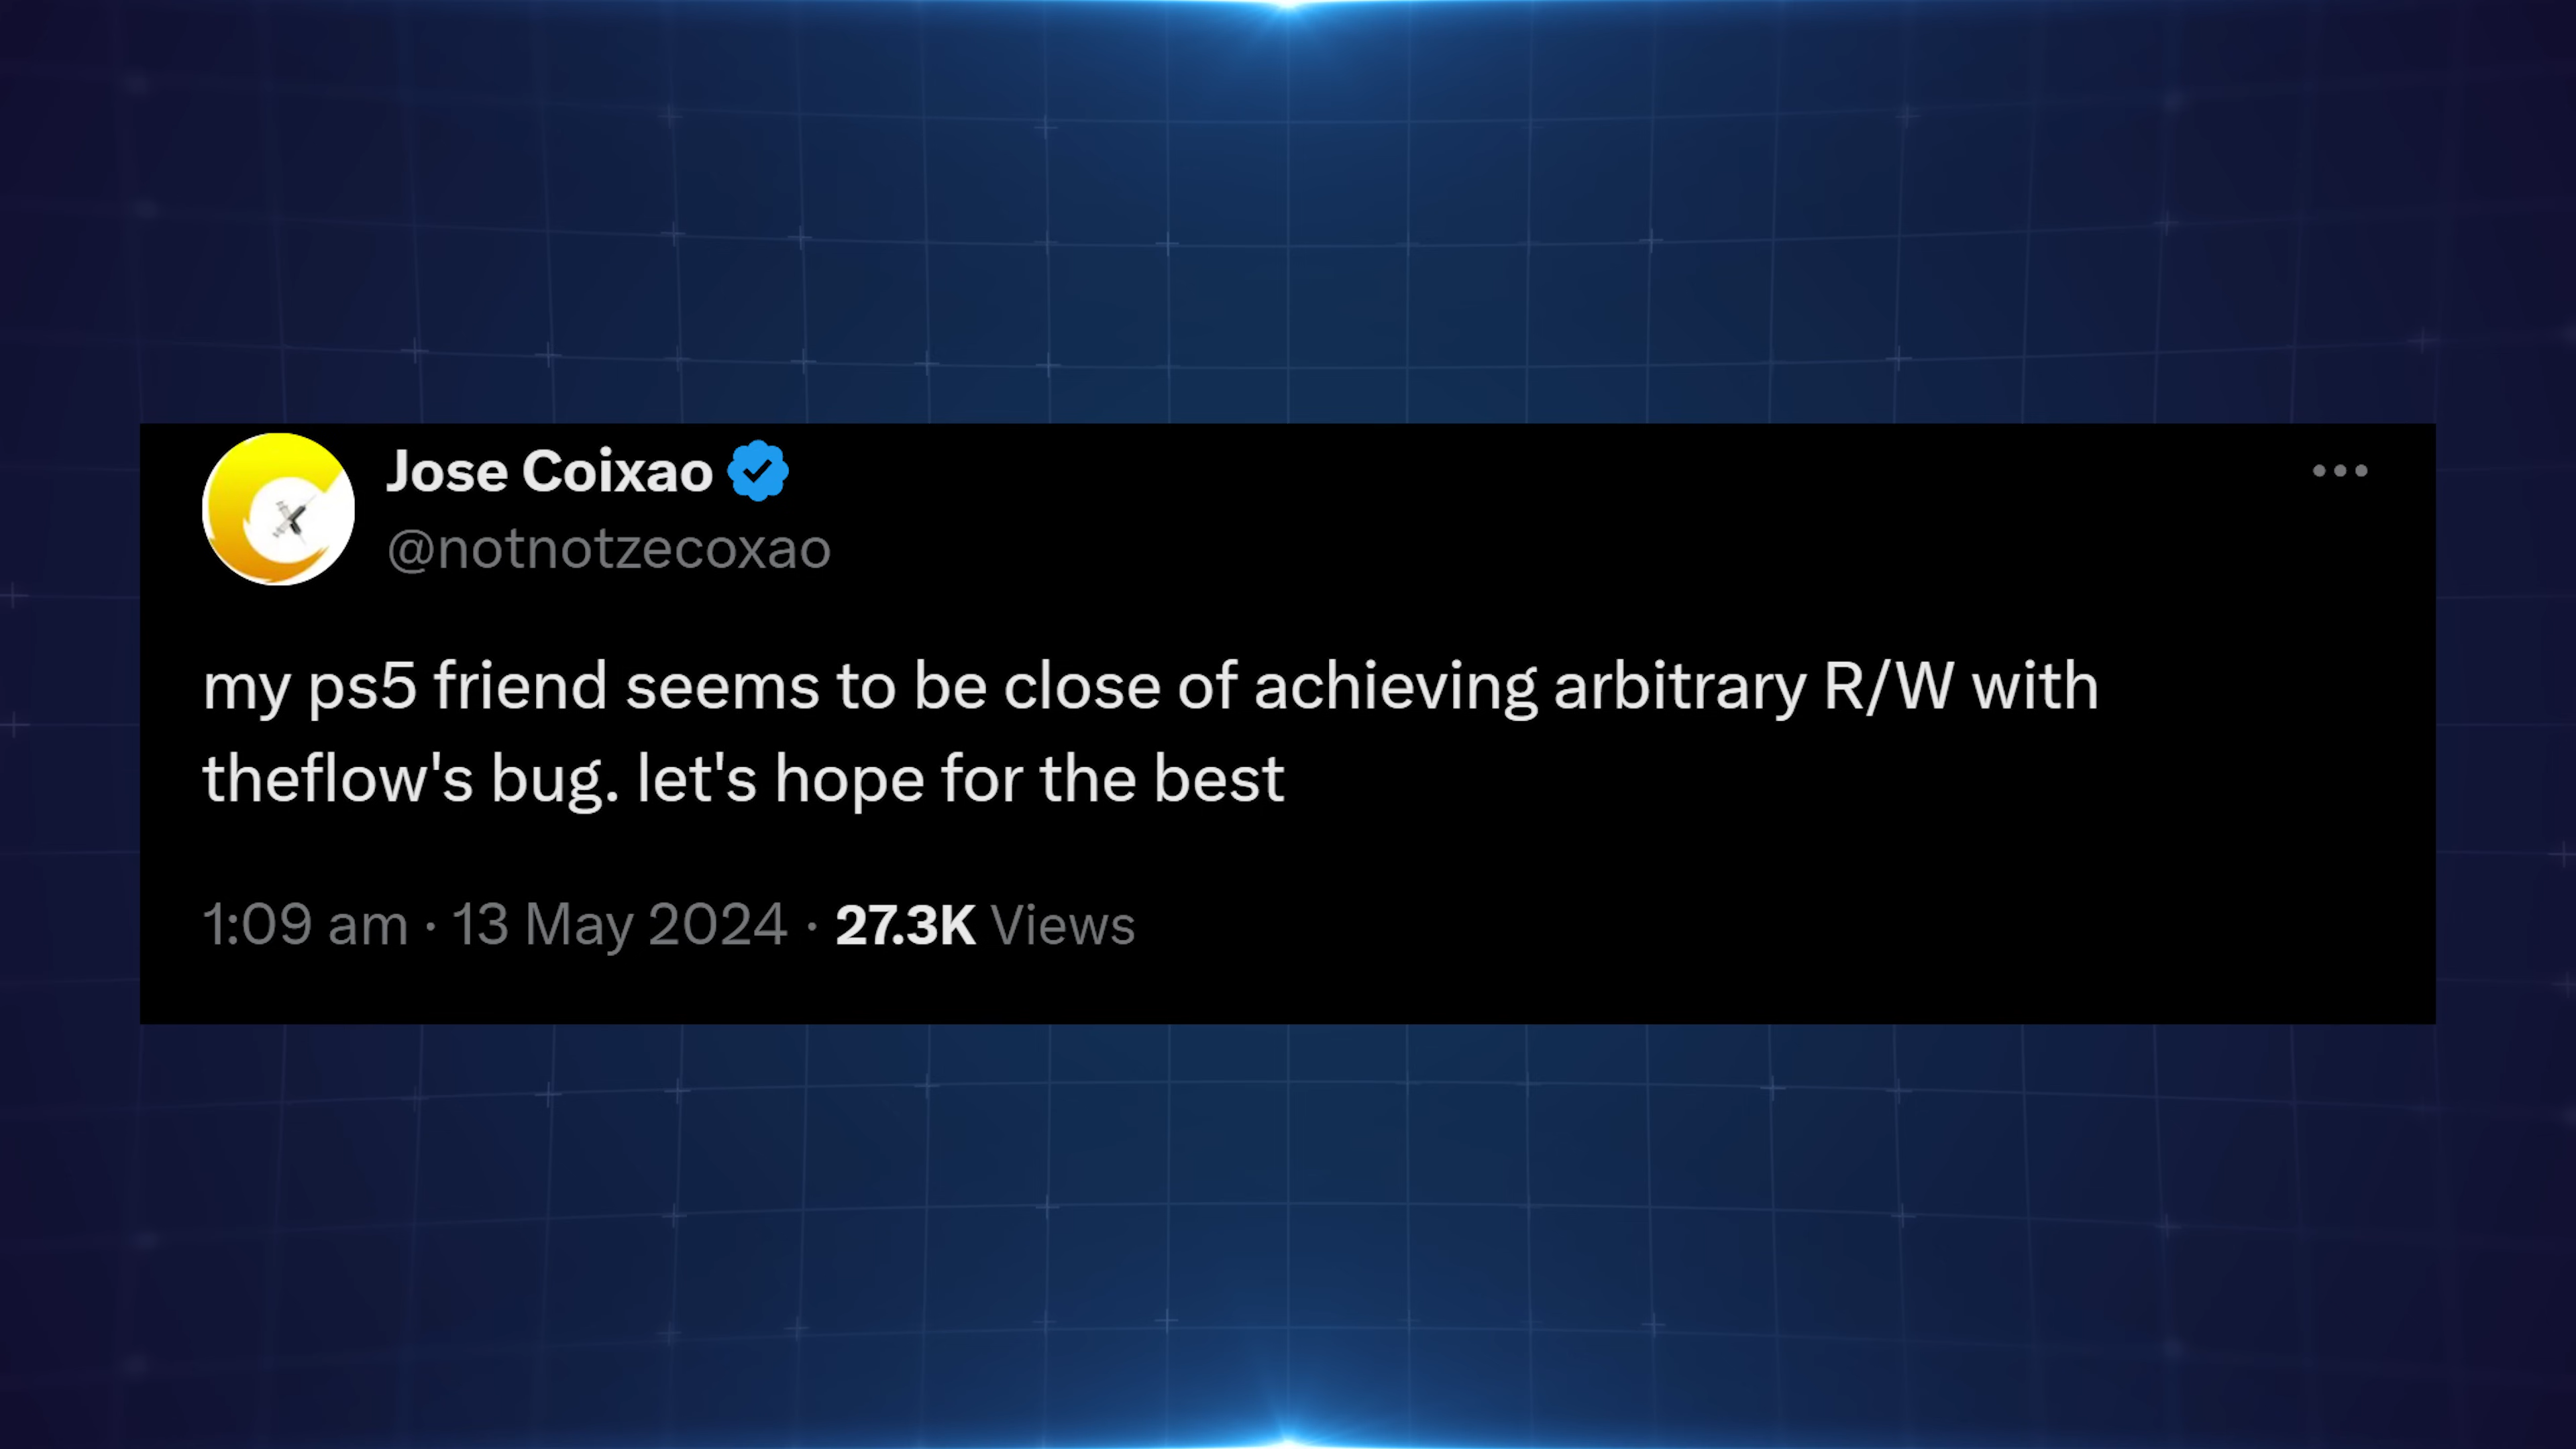 Jose Coixao
@notnotzecoxao
my ps5 friend seems to be close of achieving arbitrary R/W with
theflow's bug. let's hope for the best
1:09 am · 13 May 2024 · 27.3K Views